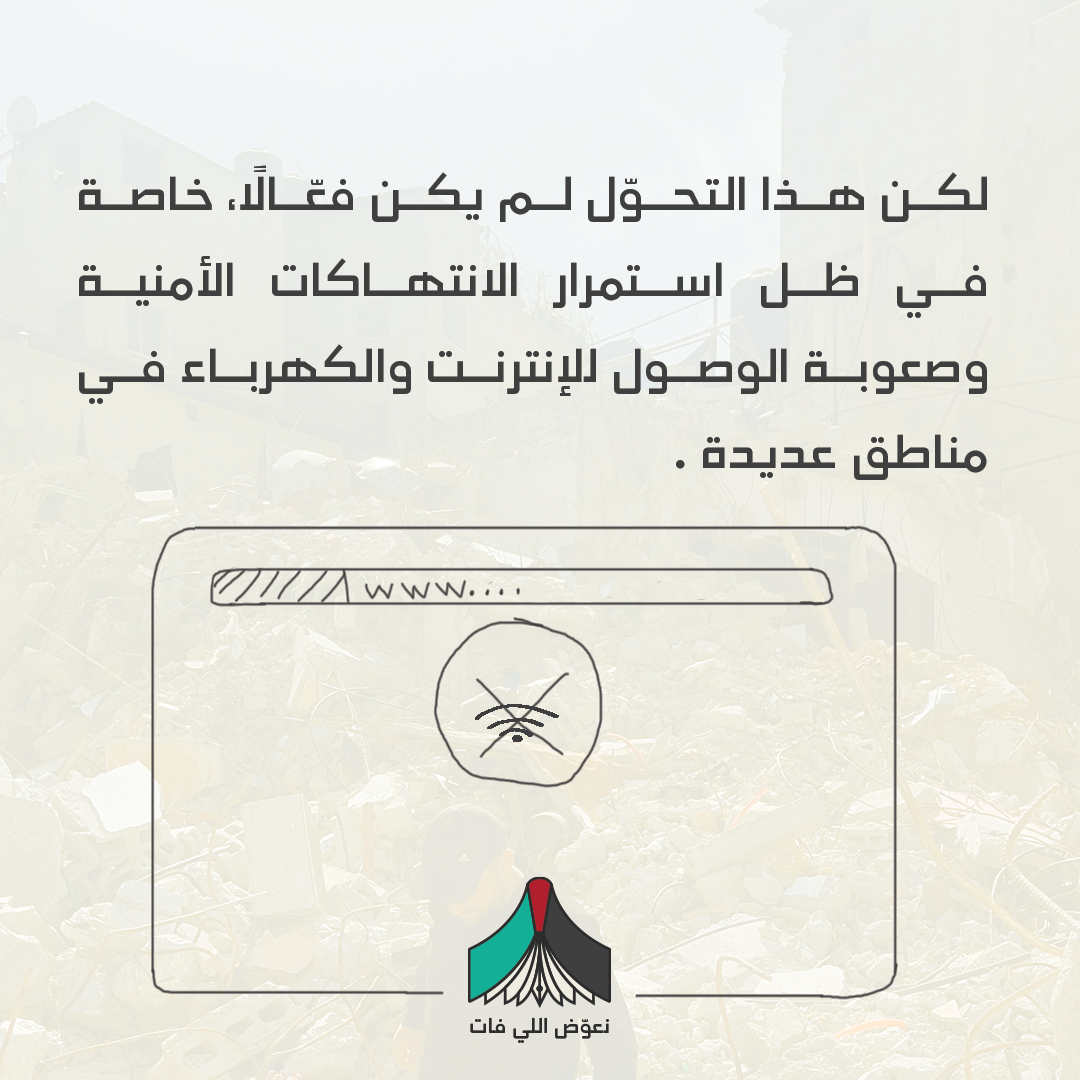 لكن هذا التحوّل لم يكن فعّالًا، خاصة
في ظل استمرار الانتهاكات الأمنية
وصعوبة الوصول للإنترنت والكهرباء في
مناطق عديدة .
www....
نعوّض اللي فات